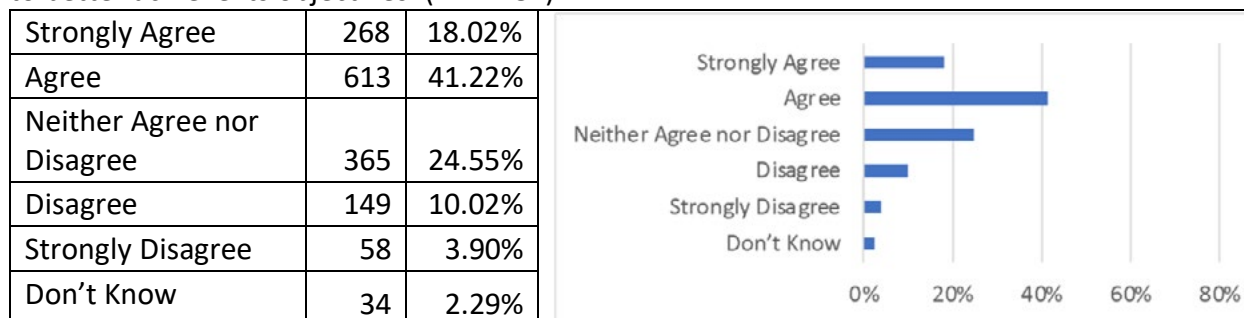 Strongly Agree 268 18.02%
Agree 613 41.22%
Neither Agree nor
Disagree 365 24.55%
Disagree 149 10.02%
Strongly Disagree 58 3.90%
Don't Know 34 2.29%
Strongly Agree
Agree
Neither Agree nor Disagree
Disagree
Strongly Disagree
Don't Know
0% 20% 40% 60% 80%